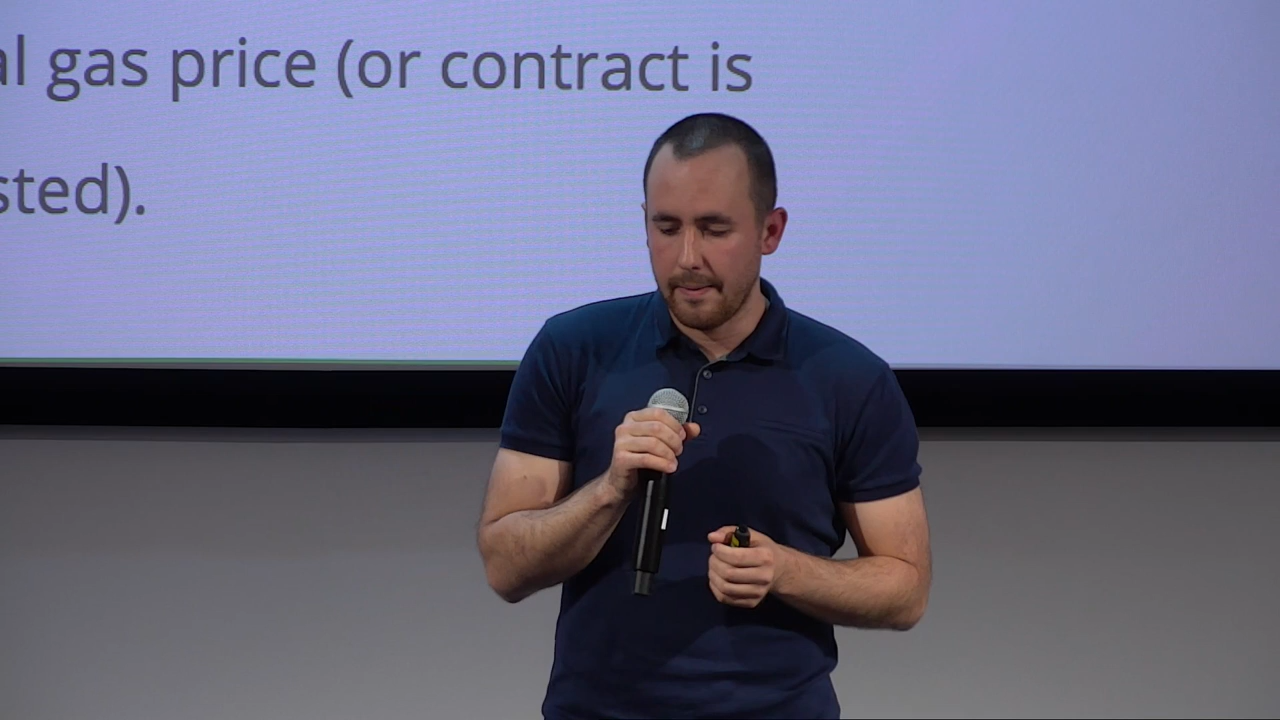 al gas price (or contract is
sted).